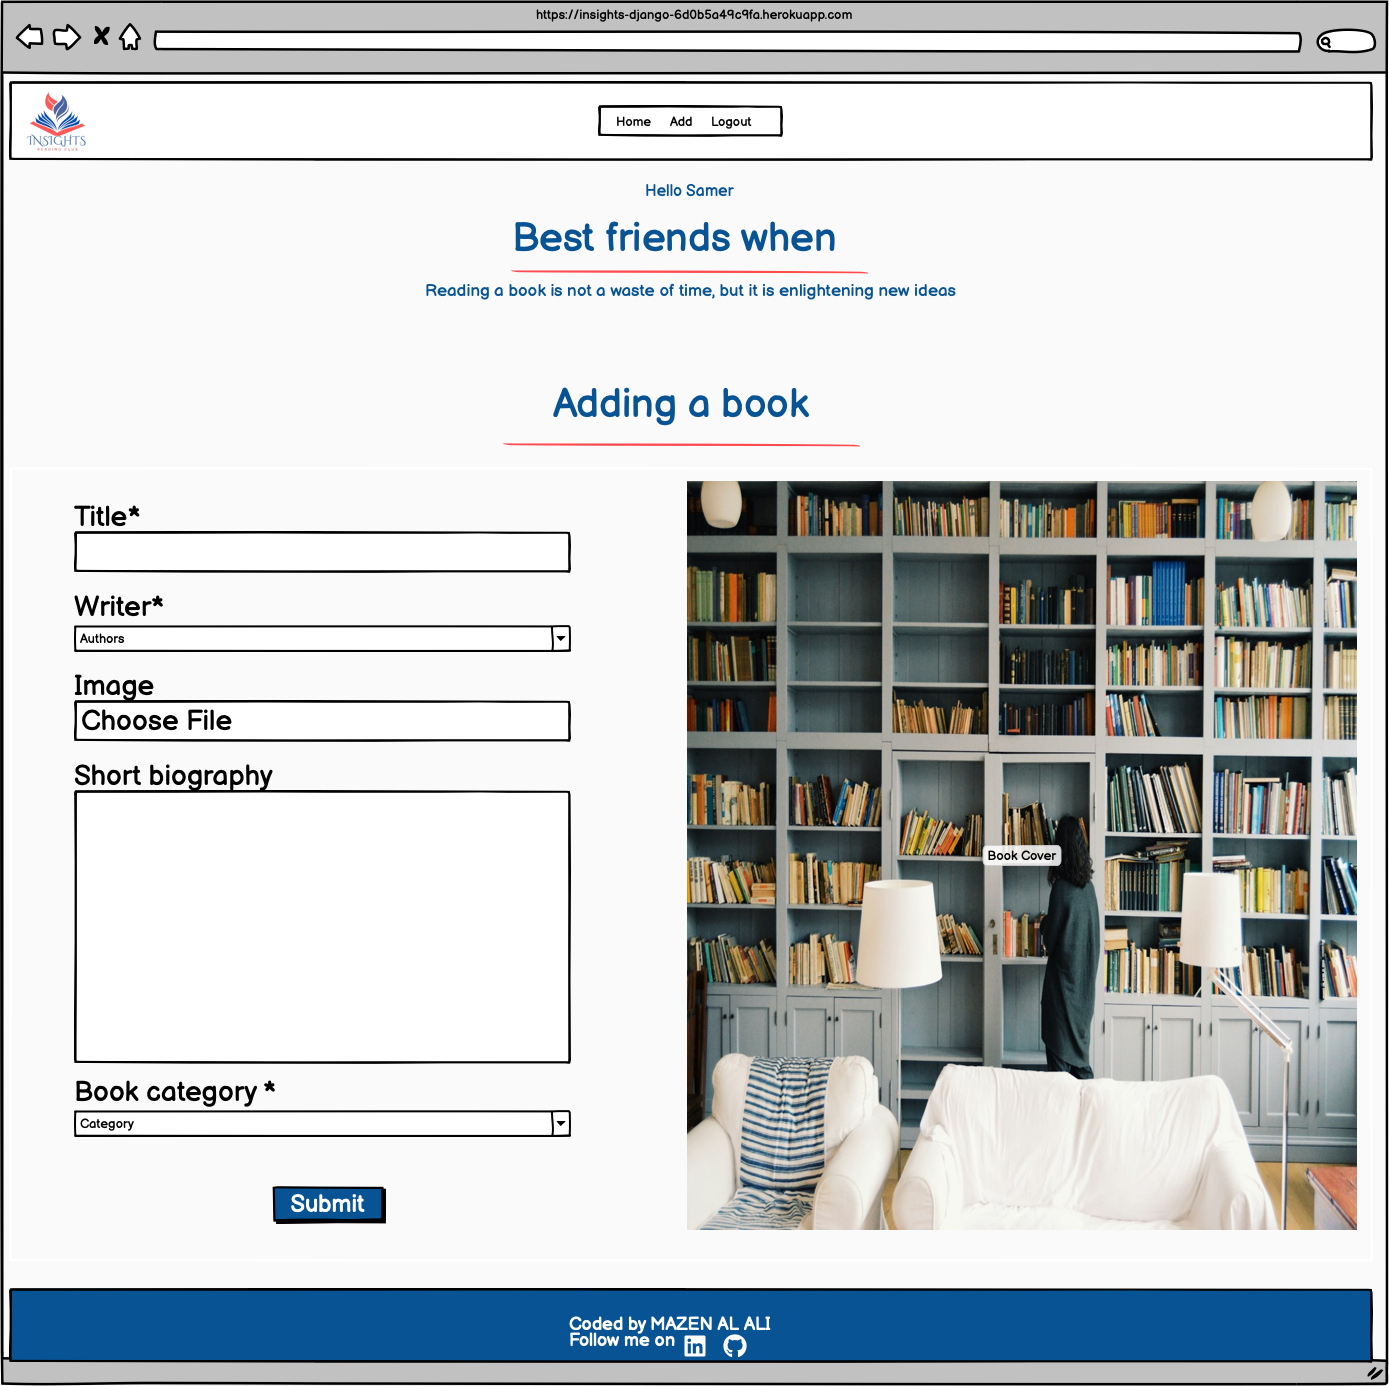 https://insights-django-6d0b5a49c9fa.herokuapp.com
INSIGHTS
READING CLUB
Home Add Logout
Hello Samer
Best friends when
Reading a book is not a waste of time, but it is enlightening new ideas
Adding a book
Title*
Writer*
Authors
Image
Choose File
Short biography
Book category *
Category
Submit
Book Cover
Coded by MAZEN AL ALI
Follow me on in